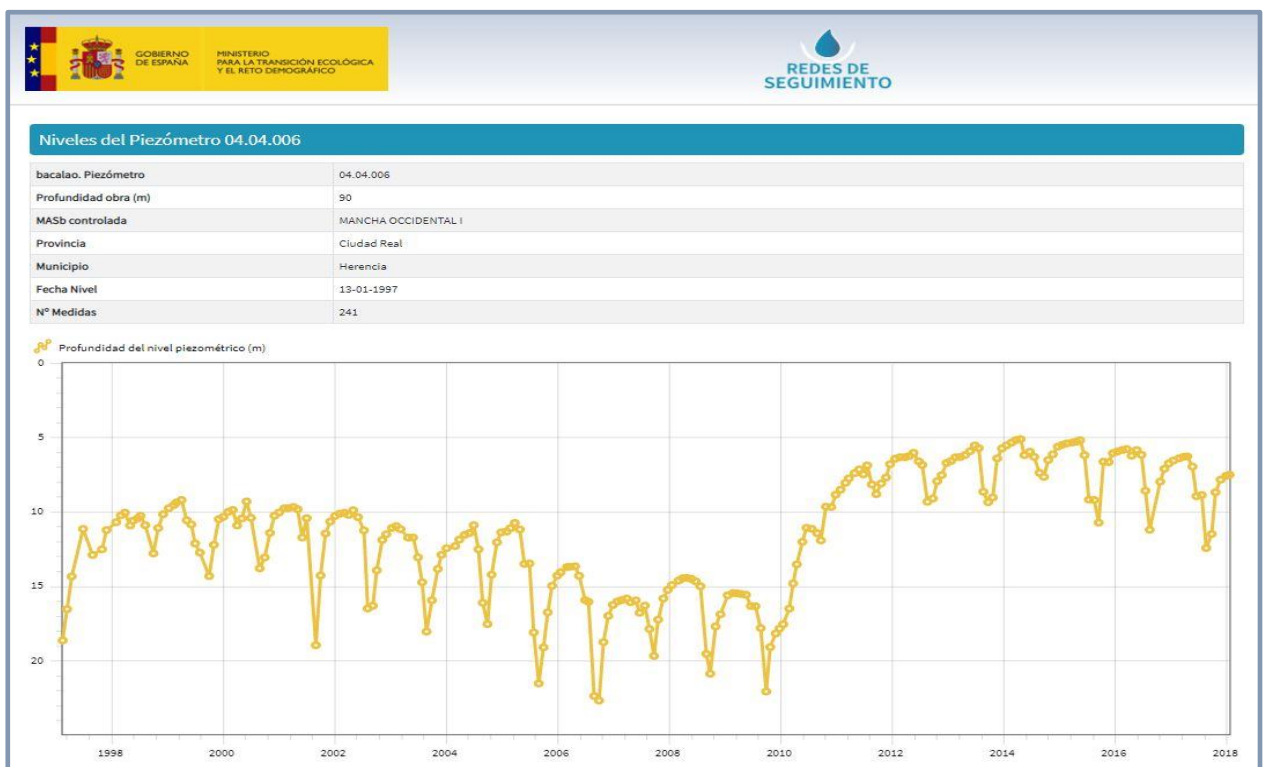 GOBIERNO
DE ESPAÑA
MINISTERIO
PARA LA TRANSICIÓN ECOLÓGICA
Y EL RETO DEMOGRÁFICO
REDES DE
SEGUIMIENTO
Niveles del Piezómetro 04.04.006
bacalao. Piezómetro 04.04.006
Profundidad obra (m) 90
MASb controlada MANCHA OCCIDENTAL I
Provincia Ciudad Real
Municipio Herencia
Fecha Nivel 13-01-1997
Nº Medidas 241
Profundidad del nivel piezométrico (m)
0
5
10
15
20
1998 2000 2002 2004 2006 2008 2010 2012 2014 2016 2018